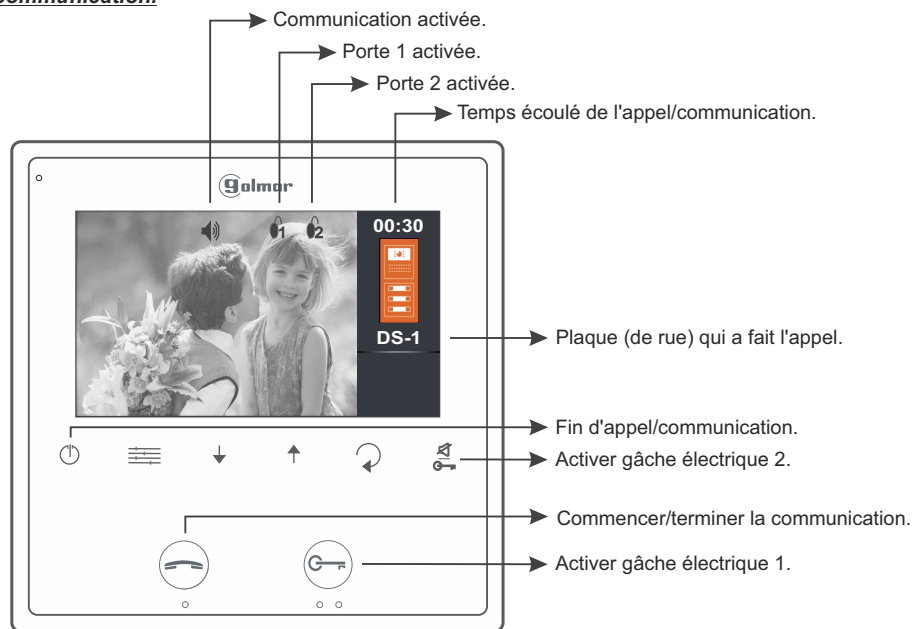 communication.
Communication activée.
Porte 1 activée.
Porte 2 activée.
Temps écoulé de l'appel/communication.
golmar
1
2
00:30
DS-1
Plaque (de rue) qui a fait l'appel.
Fin d'appel/communication.
Activer gâche électrique 2.
Commencer/terminer la communication.
Activer gâche électrique 1.